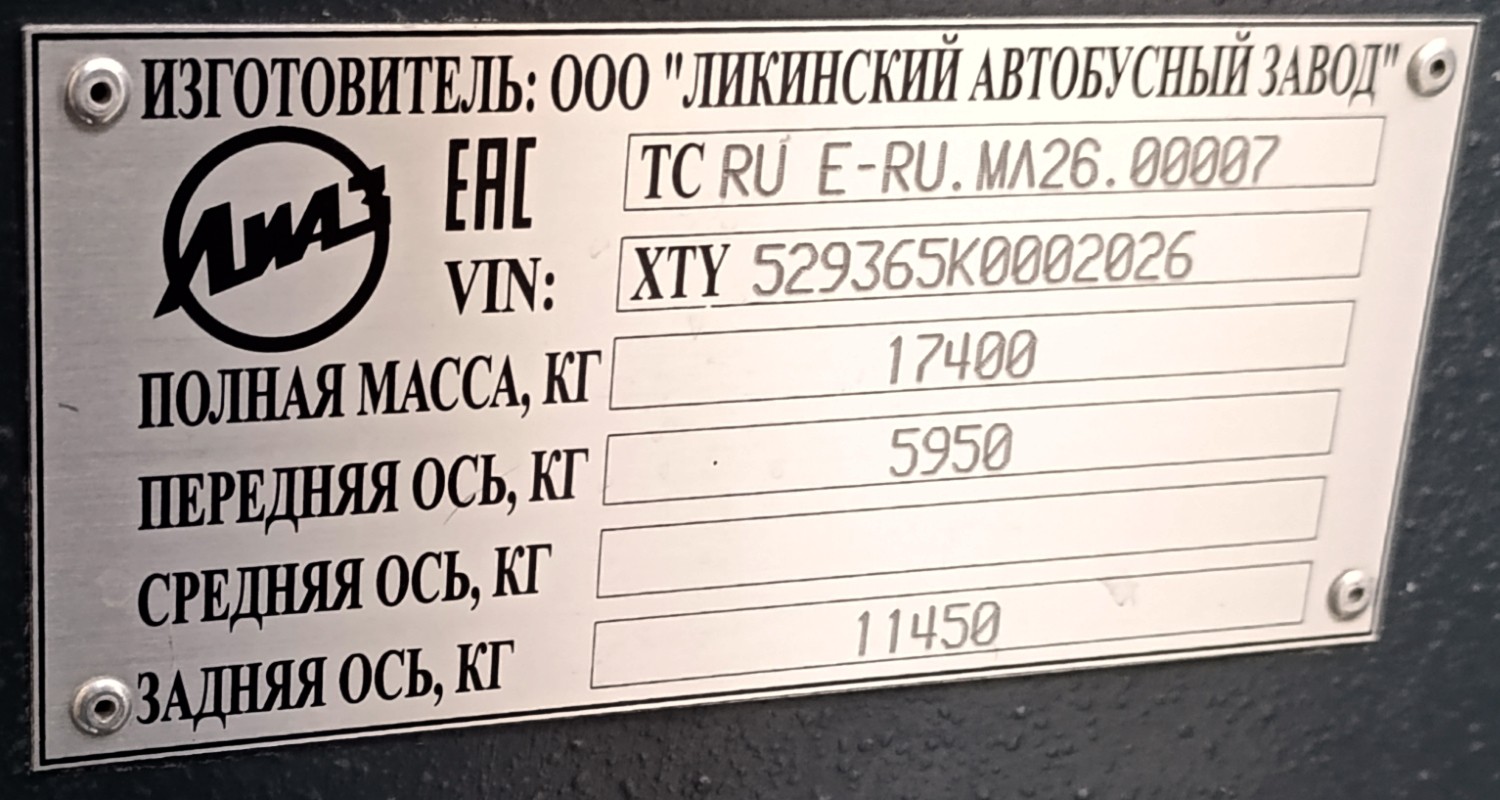 ИЗГОТОВИТЕЛЬ: ООО "ЛИКИНСКИЙ АВТОБУСНЫЙ ЗАВОД"
ЛИАЗ
EAC TC RU E-RU.МЛ26.00007
VIN: XTY 529365K0002026
ПОЛНАЯ МАССА, КГ 17400
ПЕРЕДНЯЯ ОСЬ, КГ 5950
СРЕДНЯЯ ОСЬ, КГ
ЗАДНЯЯ ОСЬ, КГ 11450